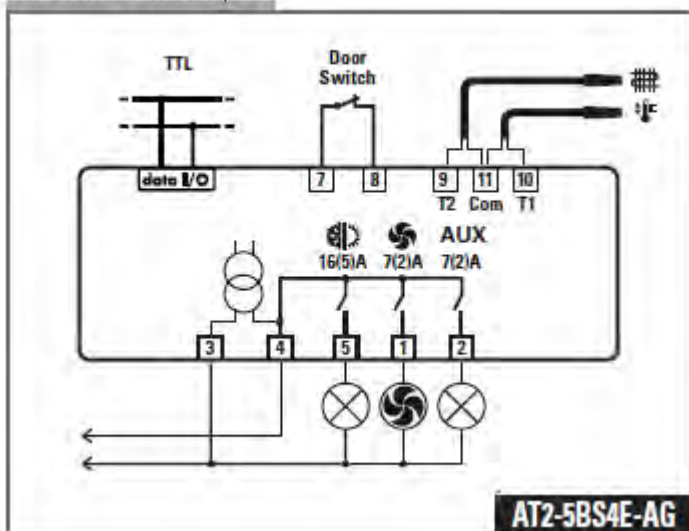 TTL
Door
Switch
data I/O
7 8 9 11 10
T2 Com T1
AUX
16(5)A 7(2)A 7(2)A
3 4 5 1 2
AT2-5BS4E-AG